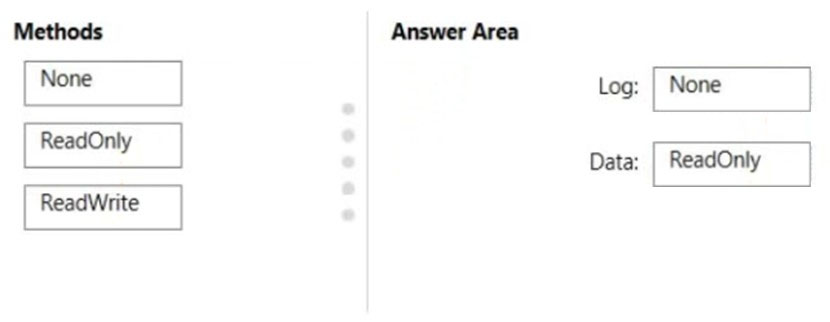 Methods
None
ReadOnly
ReadWrite
Answer Area
Log: None
Data: ReadOnly